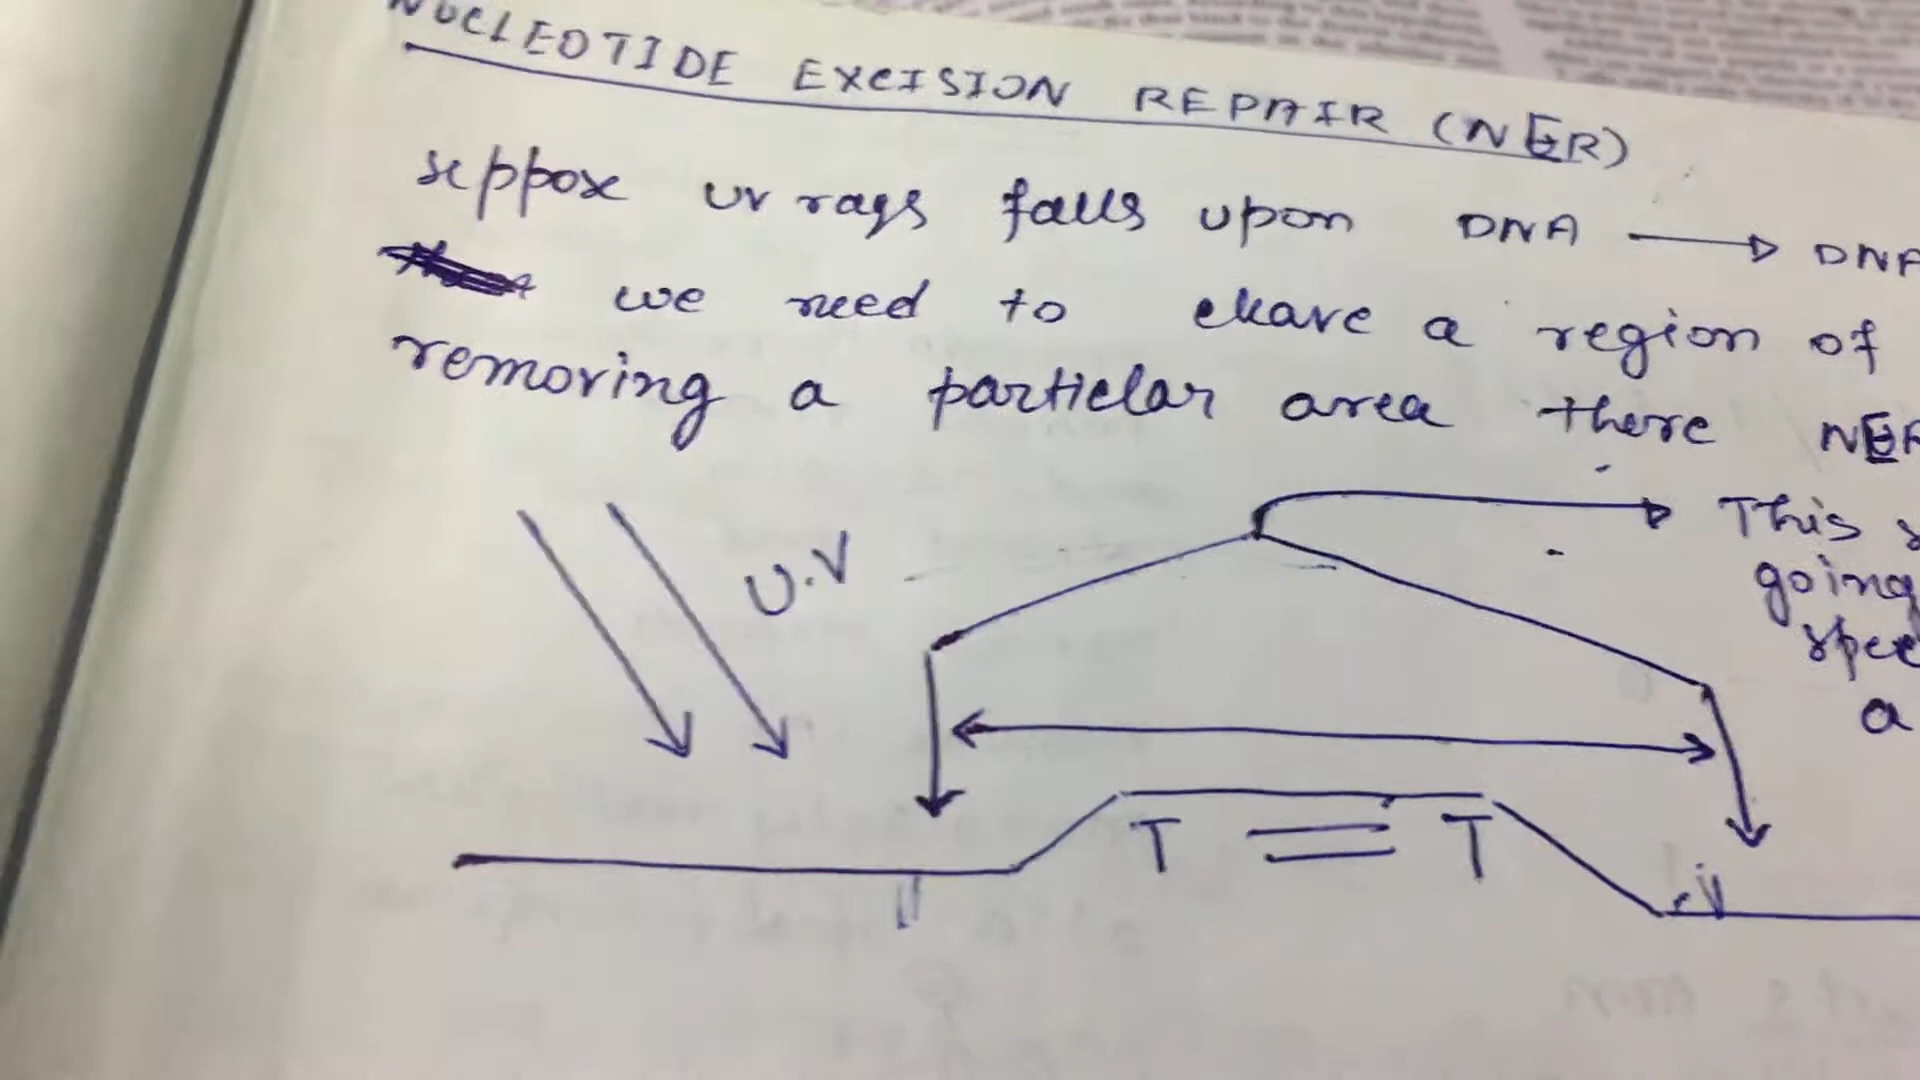 NUCLEOTIDE EXCISION REPAIR (NER)
suppose uv rays falls upon DNA → DNA
we need to cleave a region of
removing a particlar area there NER
U.V
This
going
a
T = T